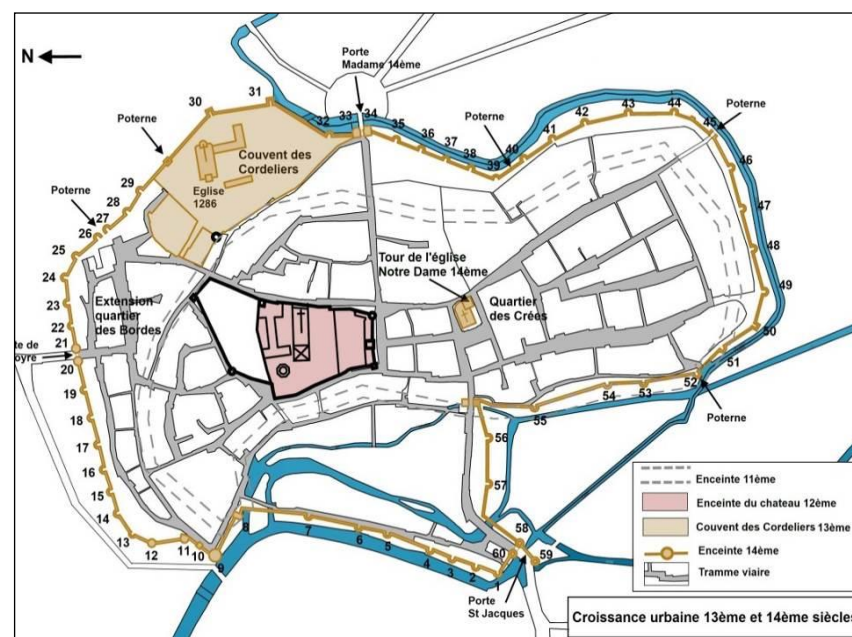 N
Porte
Madame 14ème
31
30
33
34
32
35
36
37
38
39
40
41
42
43
44
45
Poterne
Poterne
Poterne
Poterne
Couvent des
Cordeliers
Eglise
1286
29
28
27
26
25
24
23
22
21
20
46
47
48
49
50
51
52
53
54
55
Tour de l'église
Notre Dame 14ème
Quartier
des Crées
Extension
quartier
des Bordes
te de
oyre
19
18
17
16
15
14
13
12
11
10
9
8
7
6
5
4
3
2
1
56
57
58
59
60
Poterne
Porte
St Jacques
Enceinte 11ème
Enceinte du chateau 12ème
Couvent des Cordeliers 13ème
Enceinte 14ème
Tramme viaire
Croissance urbaine 13ème et 14ème siècles